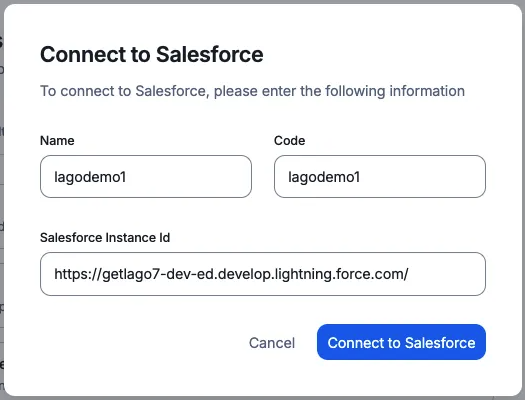 Connect to Salesforce
To connect to Salesforce, please enter the following information
Name
Code
lagodemo1
lagodemo1
Salesforce Instance Id
https://getlago7-dev-ed.develop.lightning.force.com/
Cancel
Connect to Salesforce